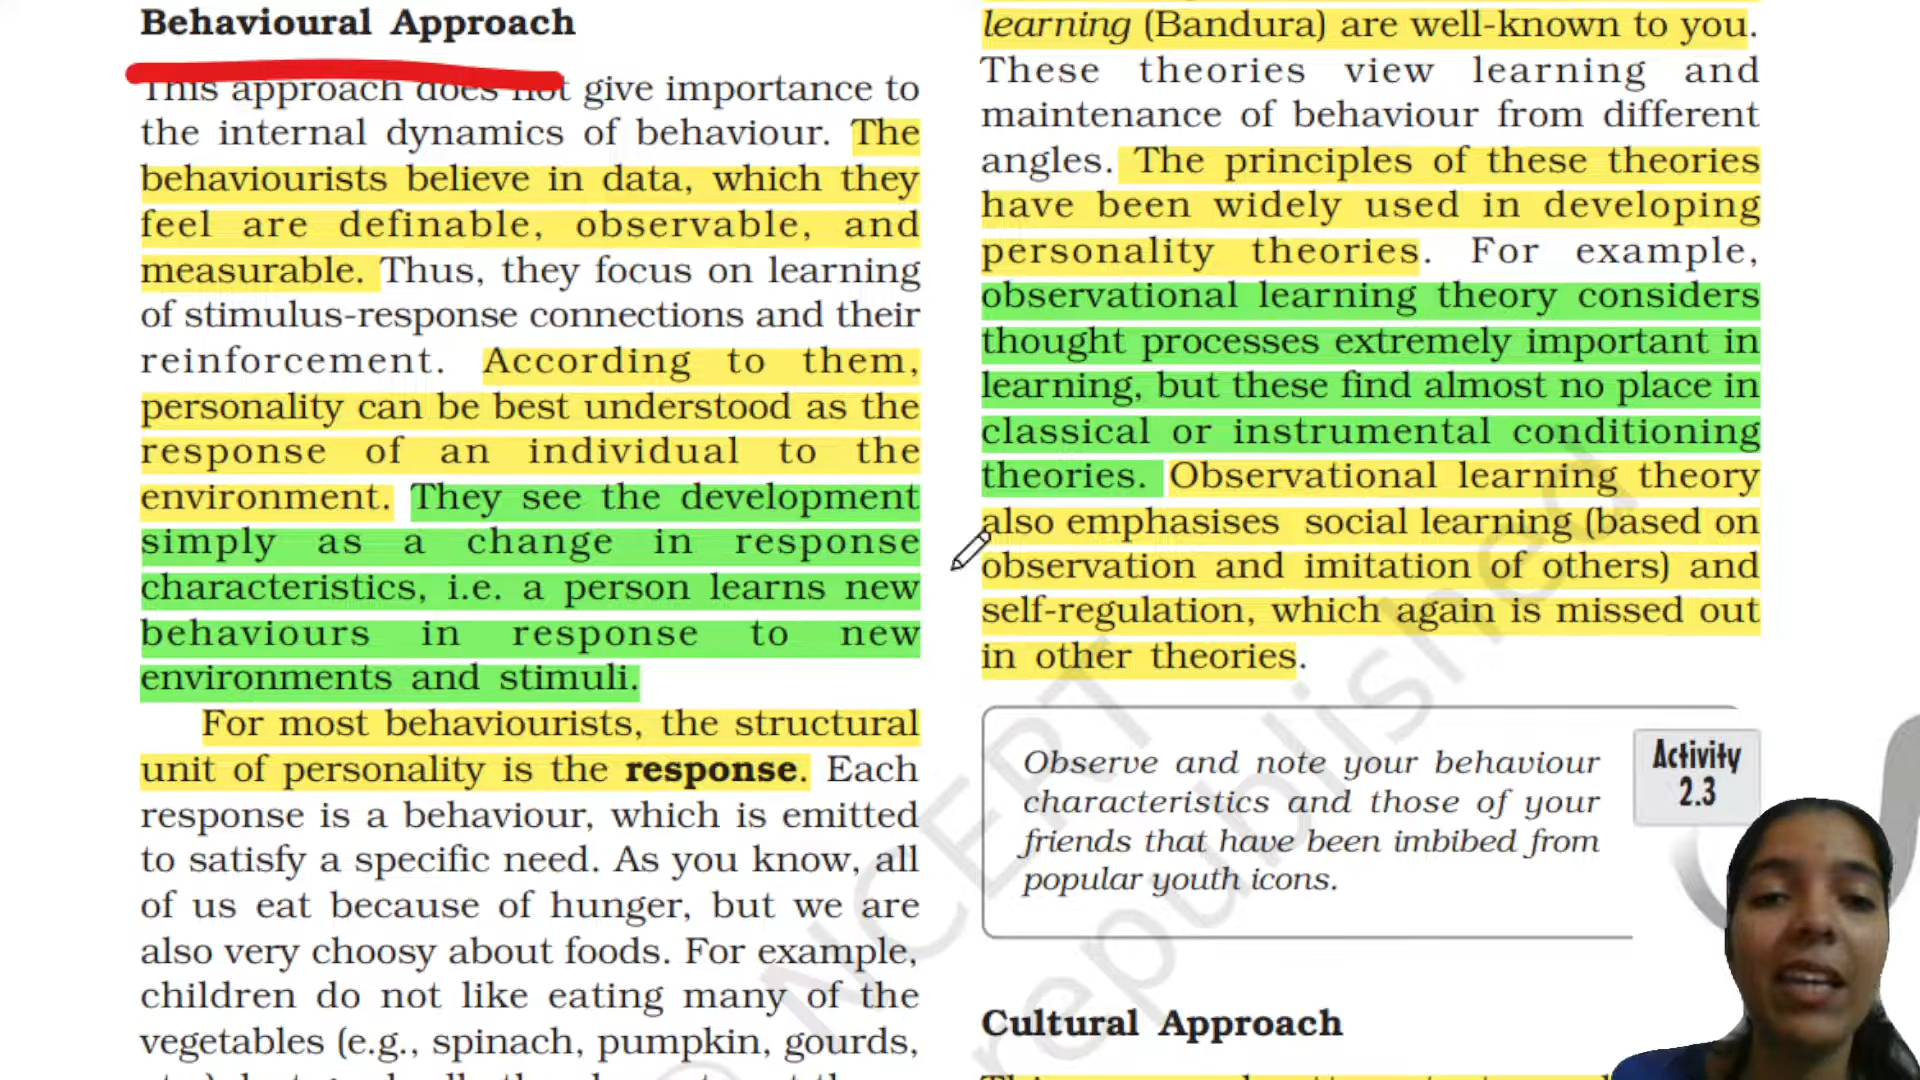 Behavioural Approach
This approach does not give importance to
the internal dynamics of behaviour. The
behaviourists believe in data, which they
feel are definable, observable, and
measurable. Thus, they focus on learning
of stimulus-response connections and their
reinforcement. According to them,
personality can be best understood as the
response of an individual to the
environment. They see the development
simply as a change in response
characteristics, i.e. a person learns new
behaviours in response to new
environments and stimuli.
For most behaviourists, the structural
unit of personality is the response. Each
response is a behaviour, which is emitted
to satisfy a specific need. As you know, all
of us eat because of hunger, but we are
also very choosy about foods. For example,
children do not like eating many of the
vegetables (e.g., spinach, pumpkin, gourds,
learning (Bandura) are well-known to you.
These theories view learning and
maintenance of behaviour from different
angles. The principles of these theories
have been widely used in developing
personality theories. For example,
observational learning theory considers
thought processes extremely important in
learning, but these find almost no place in
classical or instrumental conditioning
theories. Observational learning theory
also emphasises social learning (based on
observation and imitation of others) and
self-regulation, which again is missed out
in other theories.
Observe and note your behaviour
characteristics and those of your
friends that have been imbibed from
popular youth icons.
Activity
2.3
Cultural Approach
© NCERT
republished